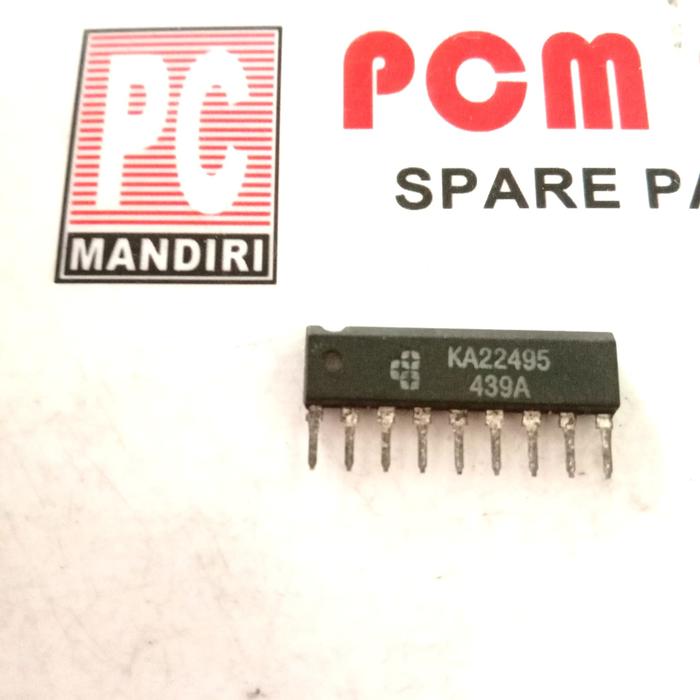 PC
MANDIRI
PCM
SPARE PA
KA22495
439A